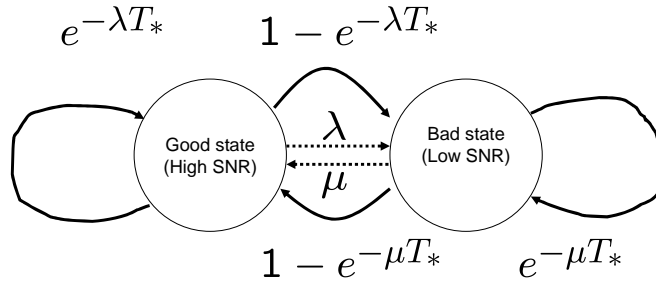 e^{-λT_*}
1 - e^{-λT_*}
Good state
(High SNR)
λ
μ
Bad state
(Low SNR)
1 - e^{-μT_*}
e^{-μT_*}